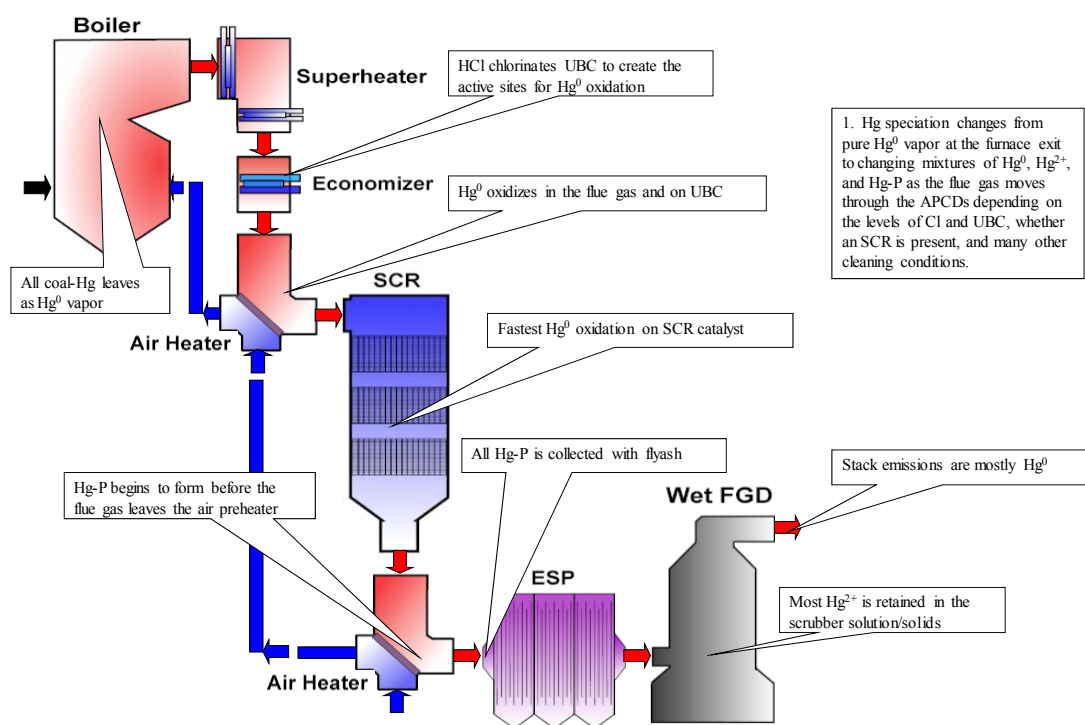 Boiler
Superheater
HCl chlorinates UBC to create the
active sites for Hg⁰ oxidation
1. Hg speciation changes from
pure Hg⁰ vapor at the furnace exit
to changing mixtures of Hg⁰, Hg²⁺,
and Hg-P as the flue gas moves
through the APCDs depending on
the levels of Cl and UBC, whether
an SCR is present, and many other
cleaning conditions.
Economizer
Hg⁰ oxidizes in the flue gas and on UBC
All coal-Hg leaves
as Hg⁰ vapor
SCR
Air Heater
Fastest Hg⁰ oxidation on SCR catalyst
All Hg-P is collected with flyash
Stack emissions are mostly Hg⁰
Hg-P begins to form before the
flue gas leaves the air preheater
Wet FGD
ESP
Most Hg²⁺ is retained in the
scrubber solution/solids
Air Heater